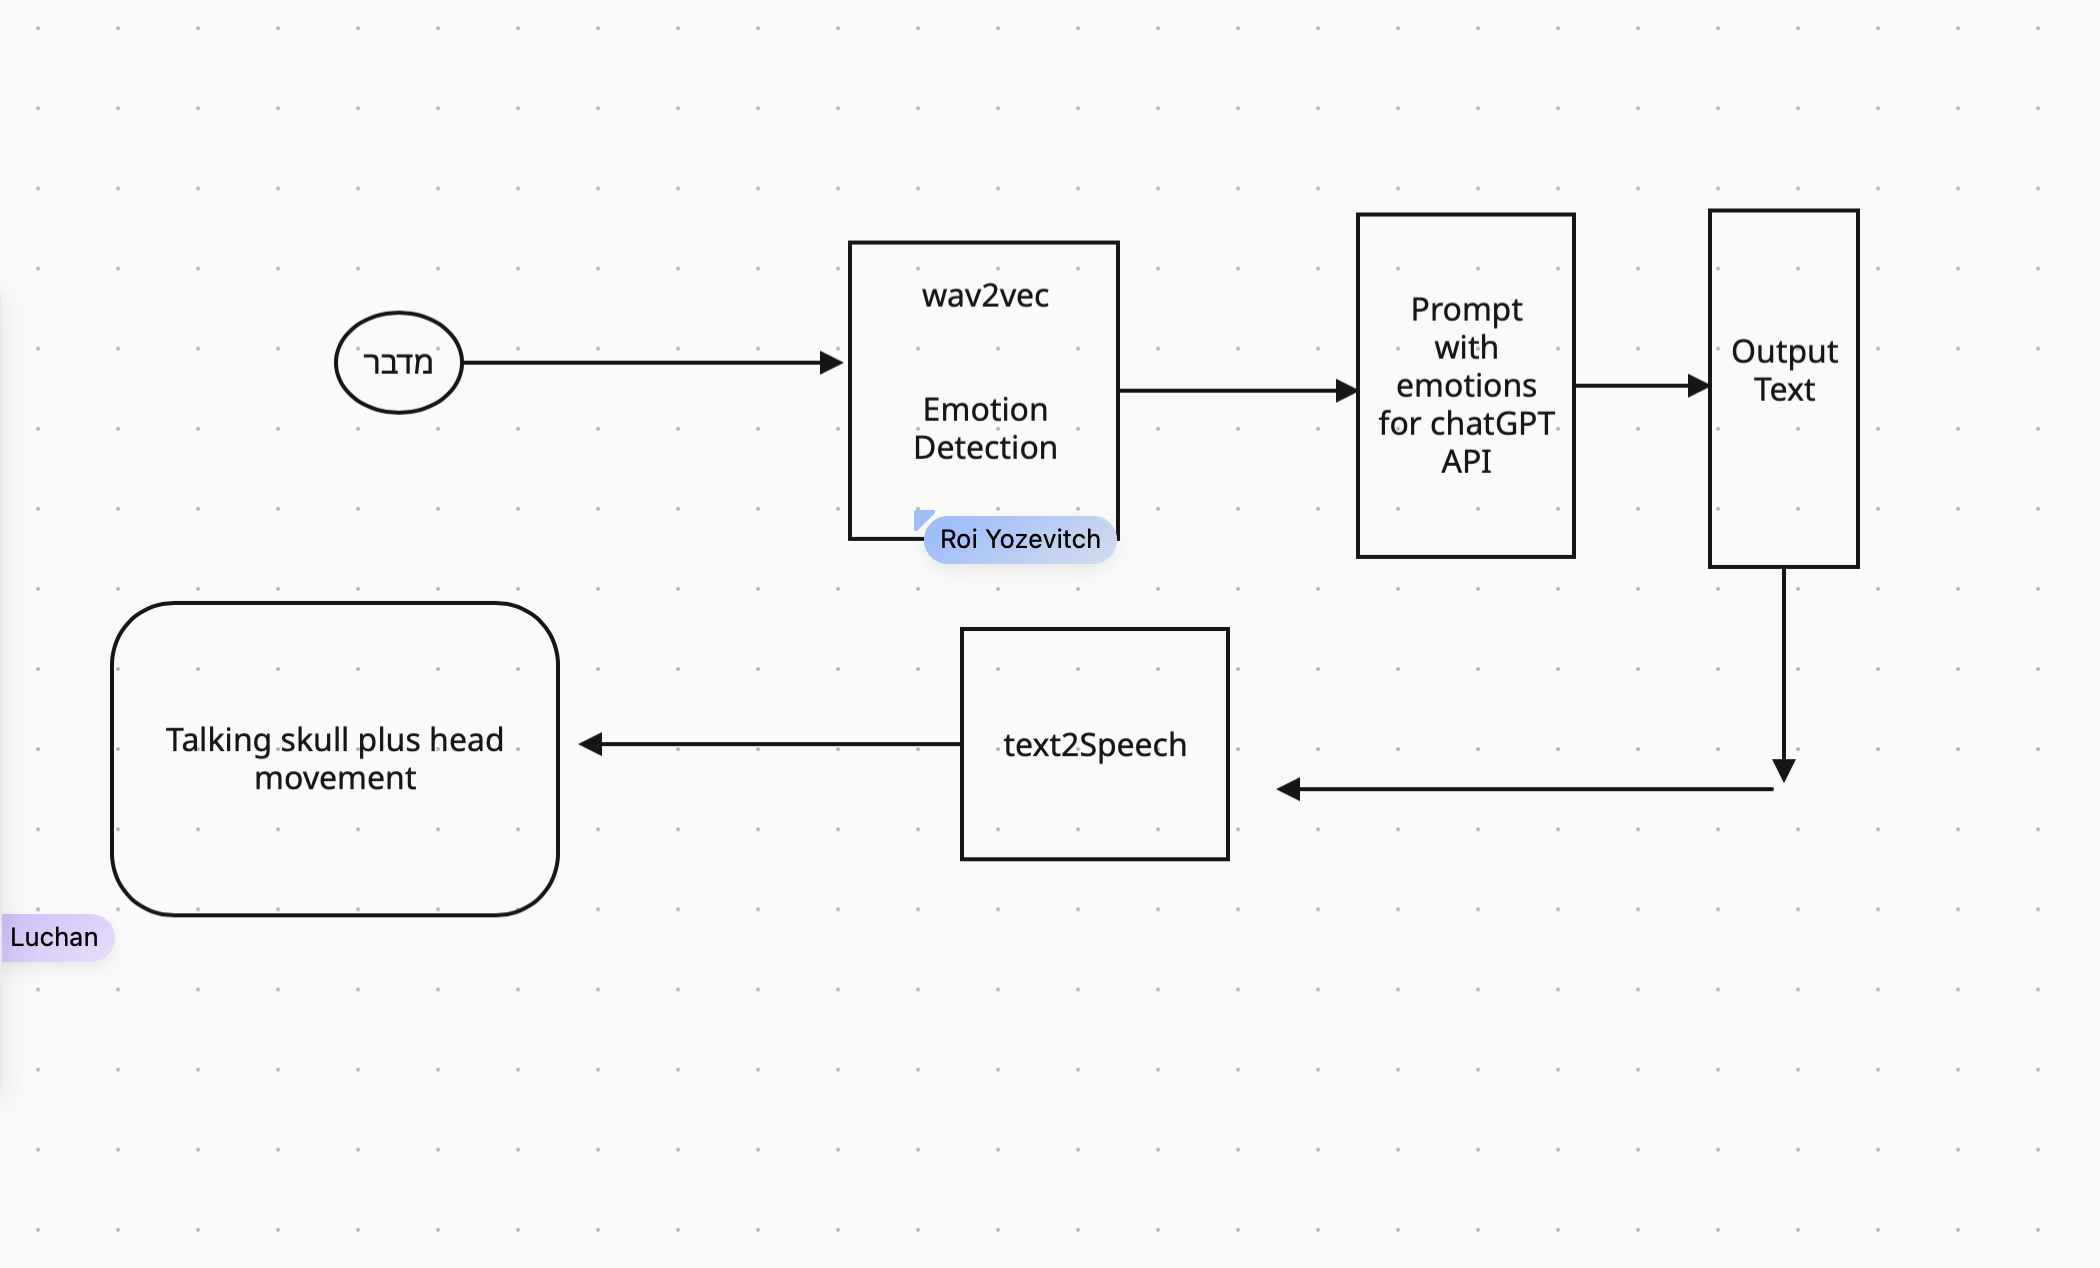 מדבר
wav2vec
Emotion
Detection
Roi Yozevitch
Prompt
with
emotions
for chatGPT
API
Output
Text
text2Speech
Talking skull plus head
movement
Luchan